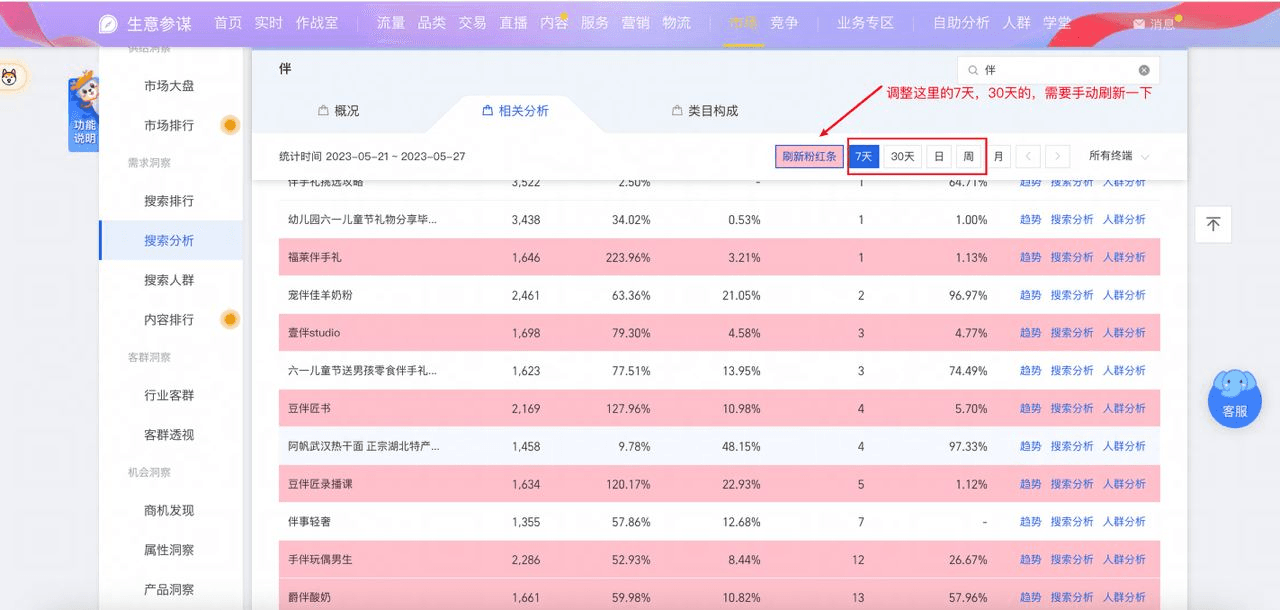 生意参谋 首页 实时 作战室 流量 品类 交易 直播 内容 服务 营销 物流 市场 竞争 业务专区 自助分析 人群 学堂 消息
供给洞察
市场大盘
市场排行
需求洞察
搜索排行
搜索分析
搜索人群
内容排行
客群洞察
行业客群
客群透视
机会洞察
商机发现
属性洞察
产品洞察
功能
说明
伴
伴
调整这里的7天，30天的，需要手动刷新一下
概况 相关分析 类目构成
统计时间 2023-05-21 ~ 2023-05-27 刷新粉红条 7天 30天 日 周 月 < > 所有终端
伴手礼挑选攻略 3,522 2.50% - 1 64.71% 趋势 搜索分析 人群分析
幼儿园六一儿童节礼物分享毕... 3,438 34.02% 0.53% 1 1.00% 趋势 搜索分析 人群分析
福莱伴手礼 1,646 223.96% 3.21% 1 1.13% 趋势 搜索分析 人群分析
宠伴佳羊奶粉 2,461 63.36% 21.05% 2 96.97% 趋势 搜索分析 人群分析
壹伴studio 1,698 79.30% 4.58% 3 4.77% 趋势 搜索分析 人群分析
六一儿童节送男孩零食伴手礼... 1,623 77.51% 13.95% 3 74.49% 趋势 搜索分析 人群分析
豆伴匠书 2,169 127.96% 10.98% 4 5.70% 趋势 搜索分析 人群分析
阿帆武汉热干面 正宗湖北特产... 1,458 9.78% 48.15% 4 97.33% 趋势 搜索分析 人群分析
豆伴匠录播课 1,634 120.17% 22.93% 5 1.12% 趋势 搜索分析 人群分析
伴事轻奢 1,355 57.86% 12.68% 7 - 趋势 搜索分析 人群分析
手伴玩偶男生 2,286 52.93% 8.44% 12 26.67% 趋势 搜索分析 人群分析
爵伴酸奶 1,661 59.98% 10.82% 13 57.96% 趋势 搜索分析 人群分析
客服